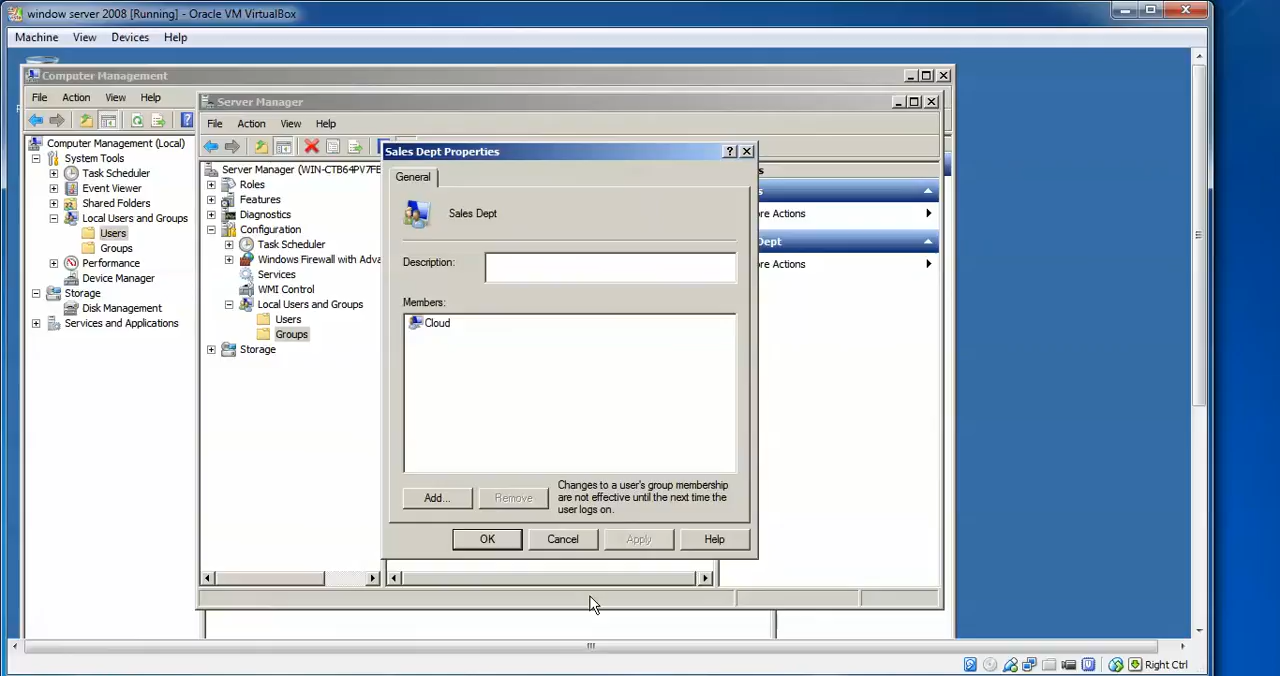 window server 2008 [Running] - Oracle VM VirtualBox
Machine View Devices Help
Computer Management
File Action View Help
Computer Management (Local)
System Tools
Task Scheduler
Event Viewer
Shared Folders
Local Users and Groups
Users
Groups
Performance
Device Manager
Storage
Disk Management
Services and Applications
Server Manager
File Action View Help
Server Manager (WIN-CTB64PV7FE
Roles
Features
Diagnostics
Configuration
Task Scheduler
Windows Firewall with Adva
Services
WMI Control
Local Users and Groups
Users
Groups
Storage
Sales Dept Properties
General
Sales Dept
Description:
Members:
Cloud
Add... Remove
Changes to a user's group membership
are not effective until the next time the
user logs on.
OK Cancel Apply Help
s
s
ore Actions
Dept
ore Actions
Right Ctrl